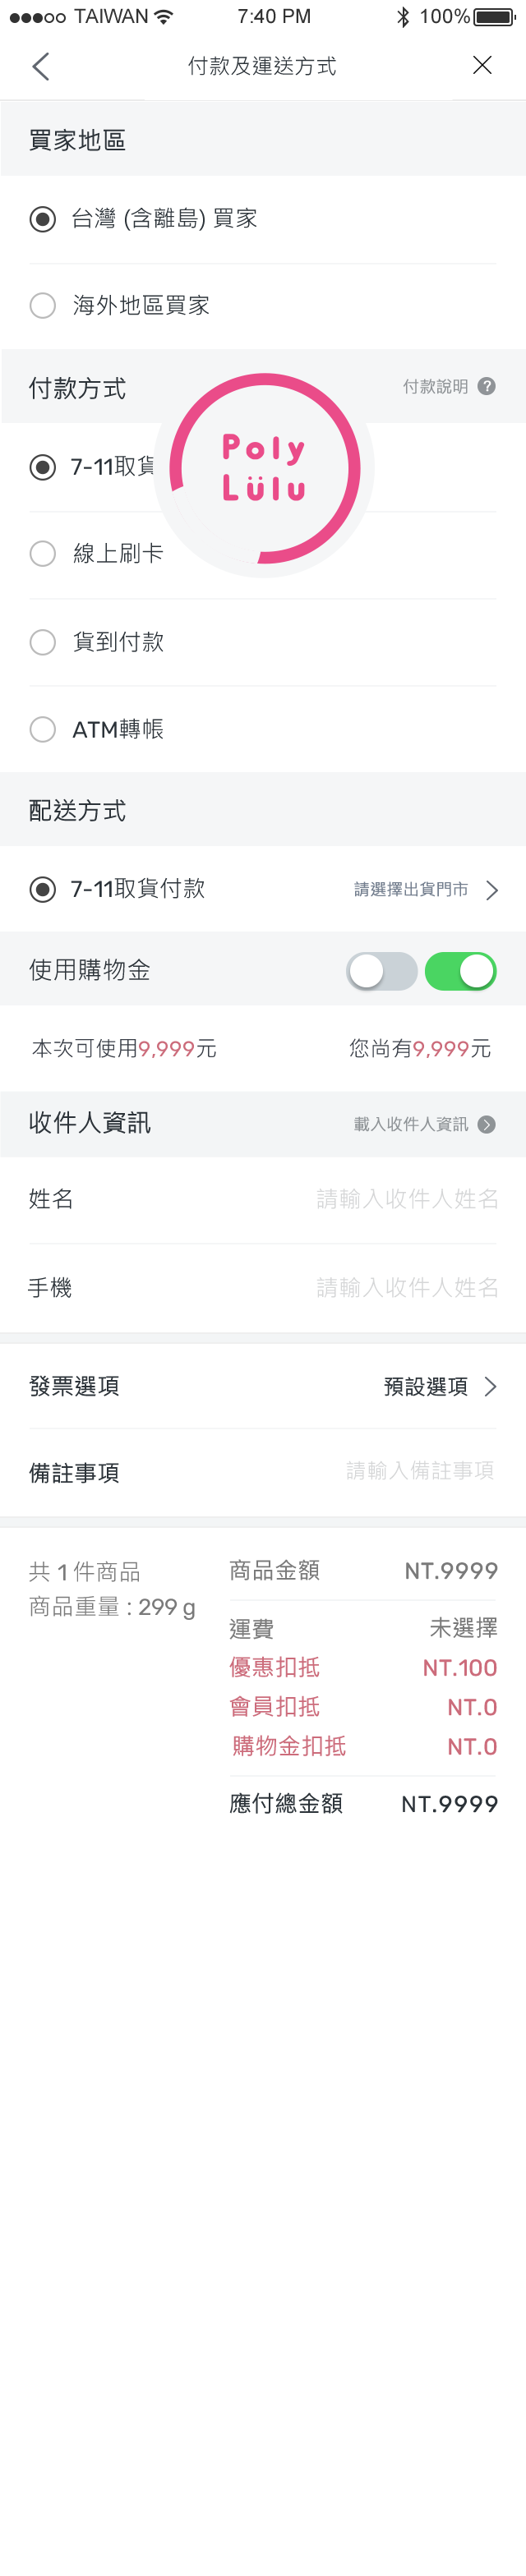 TAIWAN 7:40 PM 100%
付款及運送方式
買家地區
台灣 (含離島) 買家
海外地區買家
付款方式 付款說明 ?
7-11取貨
Poly
Lülu
線上刷卡
貨到付款
ATM轉帳
配送方式
7-11取貨付款 請選擇出貨門市
使用購物金
本次可使用9,999元 您尚有9,999元
收件人資訊 載入收件人資訊
姓名 請輸入收件人姓名
手機 請輸入收件人姓名
發票選項 預設選項
備註事項 請輸入備註事項
共 1 件商品
商品重量 : 299 g
商品金額 NT.9999
運費 未選擇
優惠扣抵 NT.100
會員扣抵 NT.0
購物金扣抵 NT.0
應付總金額 NT.9999